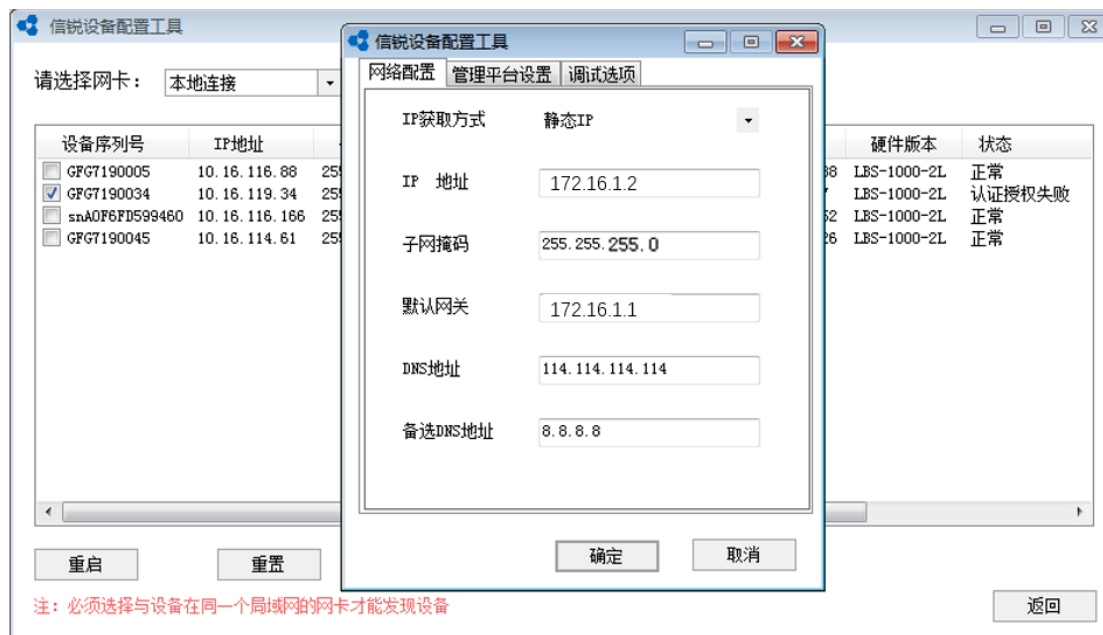 信锐设备配置工具
请选择网卡： 本地连接
设备序列号 IP地址 硬件版本 状态
GFG7190005 10.16.116.88 255 38 LBS-1000-2L 正常
GFG7190034 10.16.119.34 255 LBS-1000-2L 认证授权失败
snA0F6FD599460 10.16.116.166 255 52 LBS-1000-2L 正常
GFG7190045 10.16.114.61 255 26 LBS-1000-2L 正常
信锐设备配置工具
网络配置 管理平台设置 调试选项
IP获取方式 静态IP
IP 地址 172.16.1.2
子网掩码 255.255.255.0
默认网关 172.16.1.1
DNS地址 114.114.114.114
备选DNS地址 8.8.8.8
确定 取消
重启 重置
注：必须选择与设备在同一个局域网的网卡才能发现设备
返回